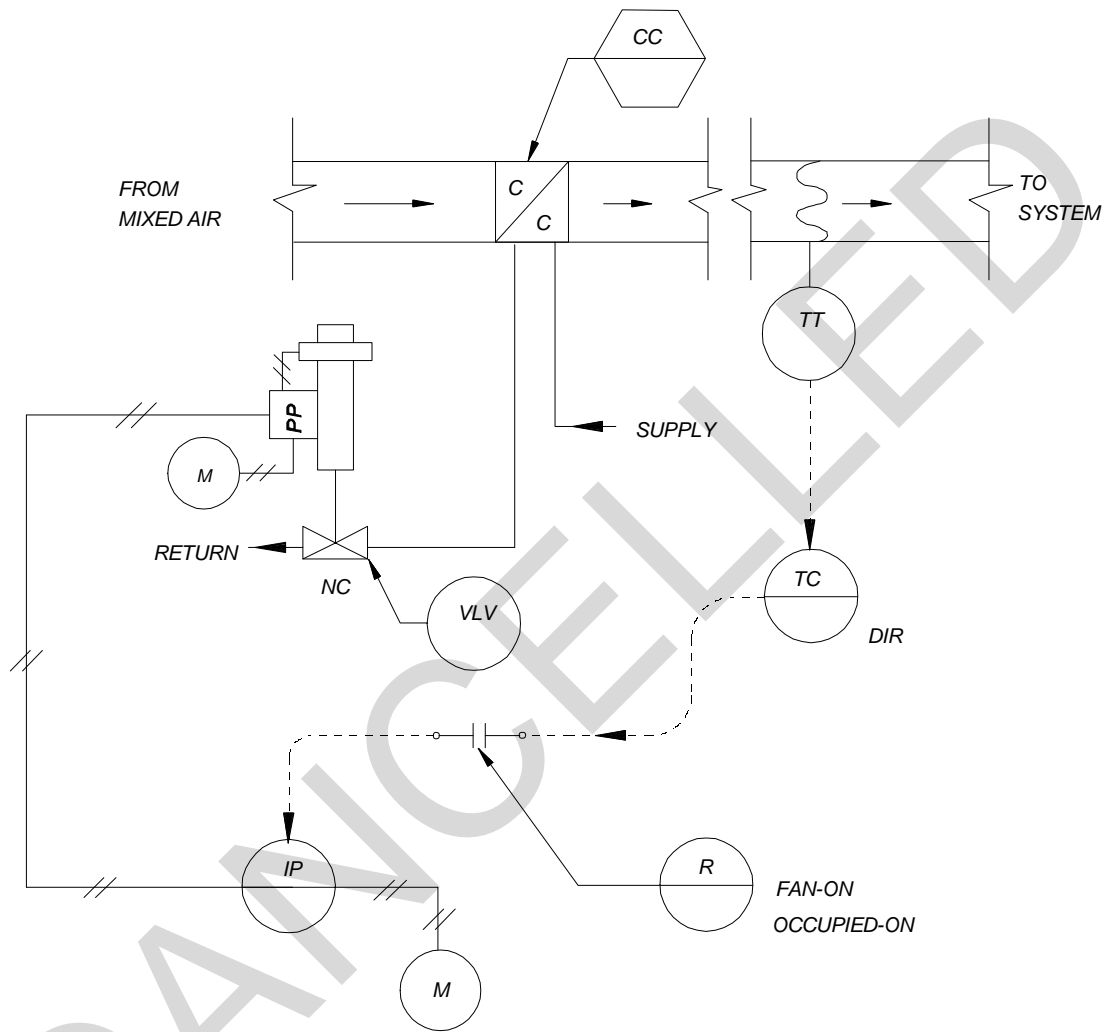 CC
FROM
MIXED AIR
C
C
TO
SYSTEM
TT
PP
SUPPLY
M
RETURN
NC
VLV
TC
DIR
IP
R
FAN-ON
OCCUPIED-ON
M
CANCELLED